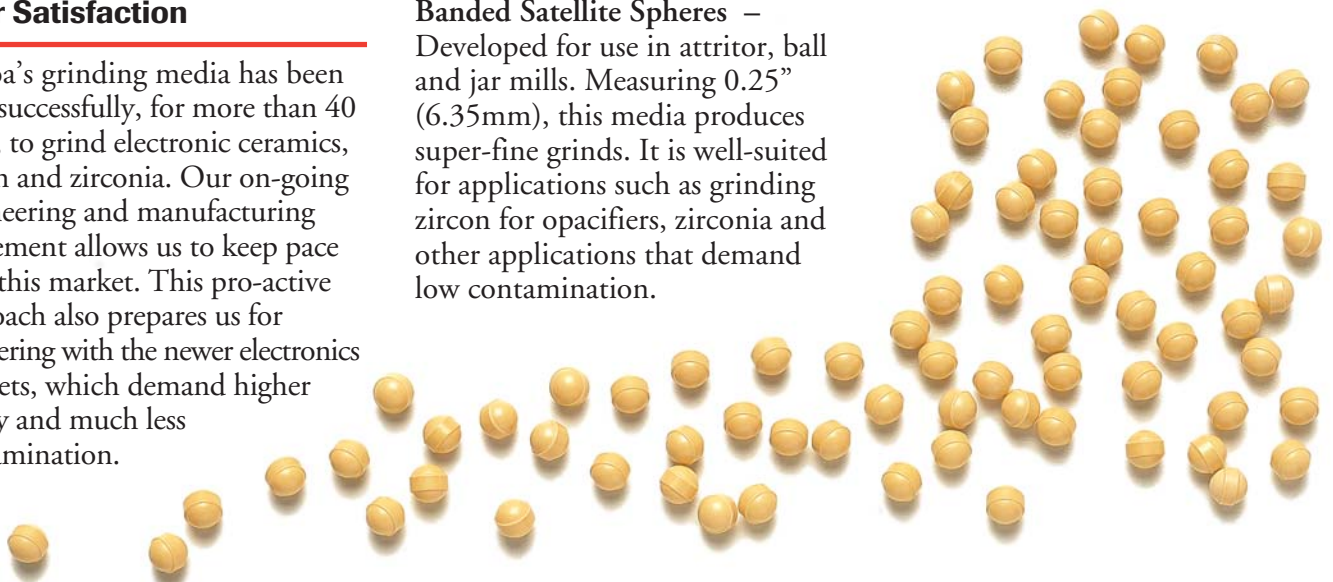 r Satisfaction
a's grinding media has been
successfully, for more than 40
, to grind electronic ceramics,
n and zirconia. Our on-going
eering and manufacturing
ement allows us to keep pace
this market. This pro-active
oach also prepares us for
ering with the newer electronics
ets, which demand higher
y and much less
mination.
Banded Satellite Spheres –
Developed for use in attritor, ball
and jar mills. Measuring 0.25”
(6.35mm), this media produces
super-fine grinds. It is well-suited
for applications such as grinding
zircon for opacifiers, zirconia and
other applications that demand
low contamination.